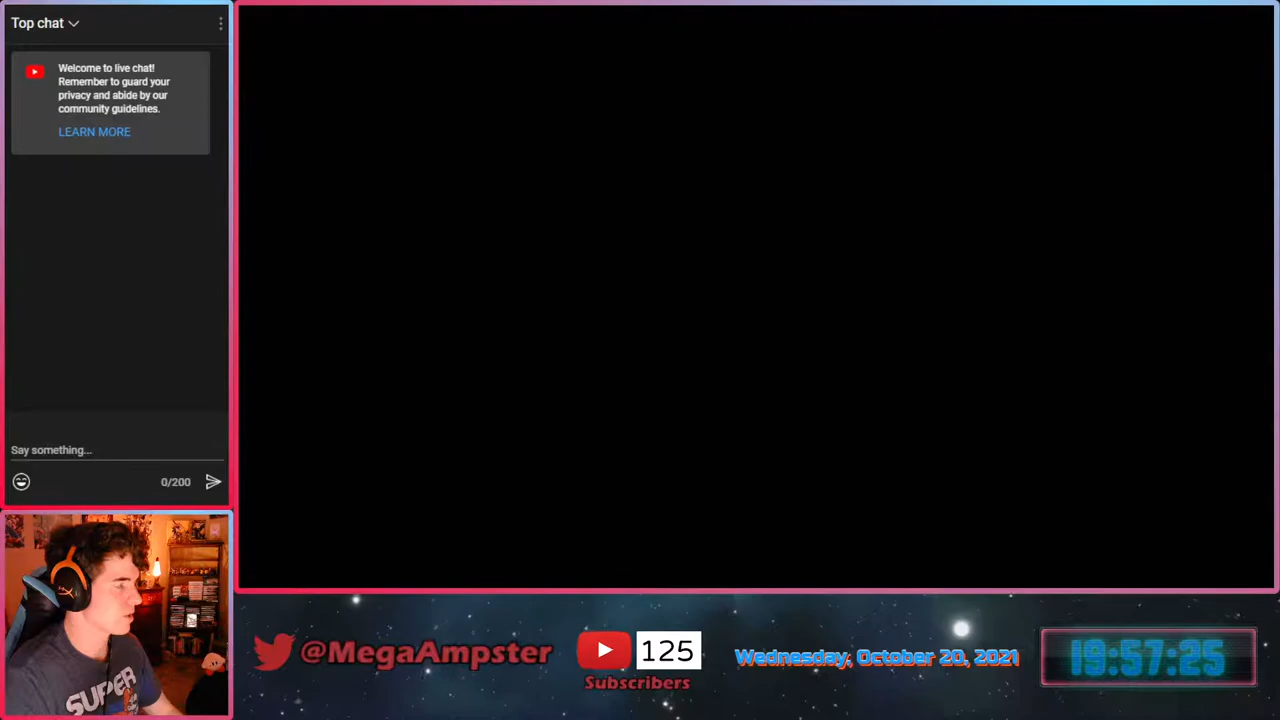 Top chat
Welcome to live chat!
Remember to guard your
privacy and abide by our
community guidelines.
LEARN MORE
Say something...
0/200
SUPER
@MegaAmpster
125
Subscribers
Wednesday, October 20, 2021
19:57:25